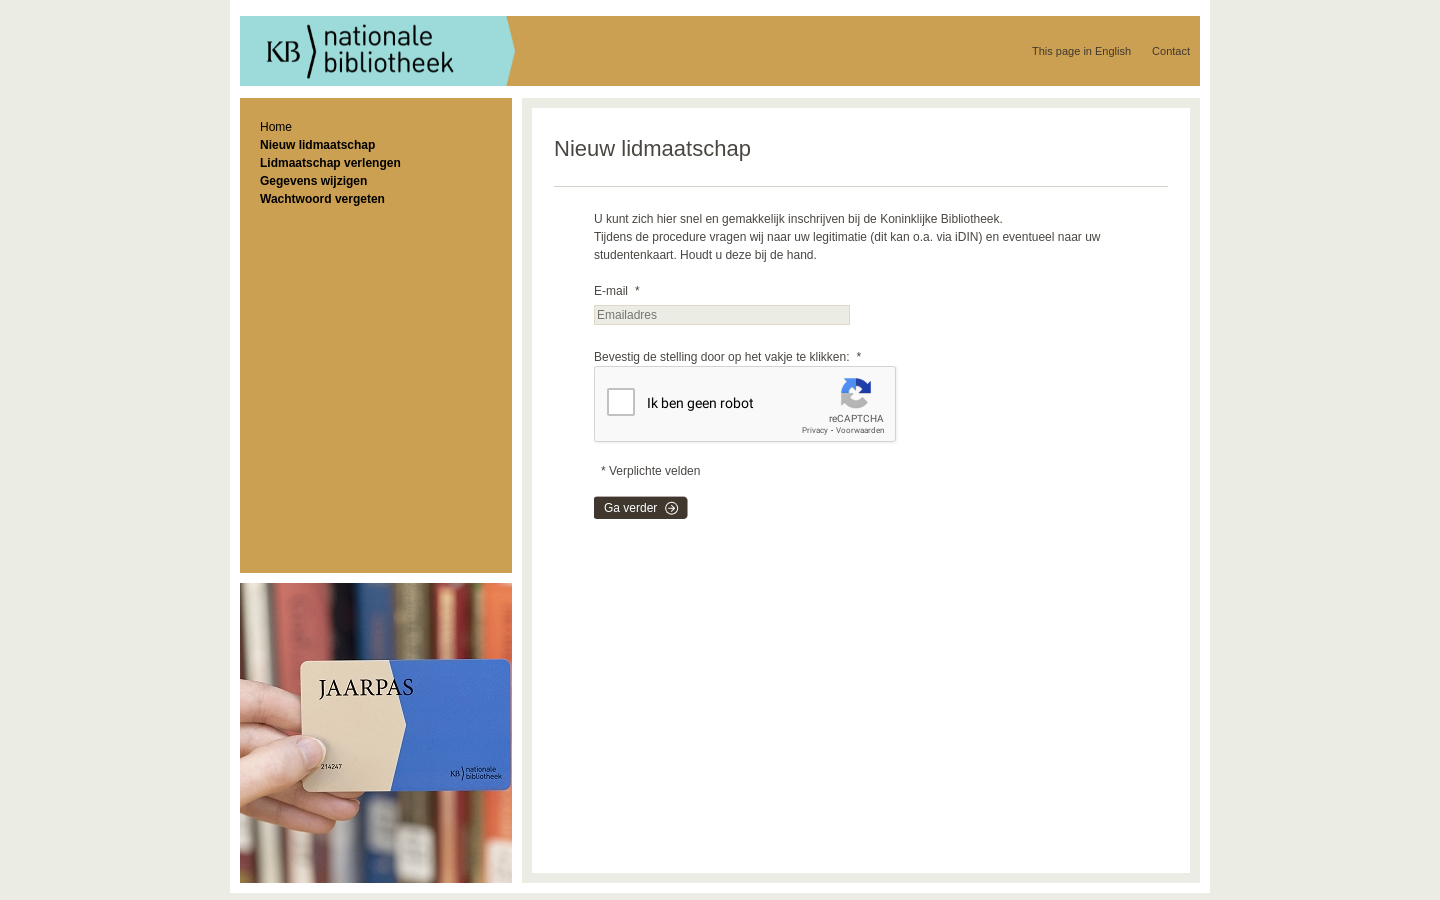 KB nationale
bibliotheek
This page in English
Contact
Home
Nieuw lidmaatschap
Lidmaatschap verlengen
Gegevens wijzigen
Wachtwoord vergeten
Nieuw lidmaatschap
U kunt zich hier snel en gemakkelijk inschrijven bij de Koninklijke Bibliotheek.
Tijdens de procedure vragen wij naar uw legitimatie (dit kan o.a. via iDIN) en eventueel naar uw
studentenkaart. Houdt u deze bij de hand.
E-mail *
Emailadres
Bevestig de stelling door op het vakje te klikken: *
Ik ben geen robot
reCAPTCHA
Privacy - Voorwaarden
* Verplichte velden
Ga verder
JAARPAS
214247
KB nationale
bibliotheek